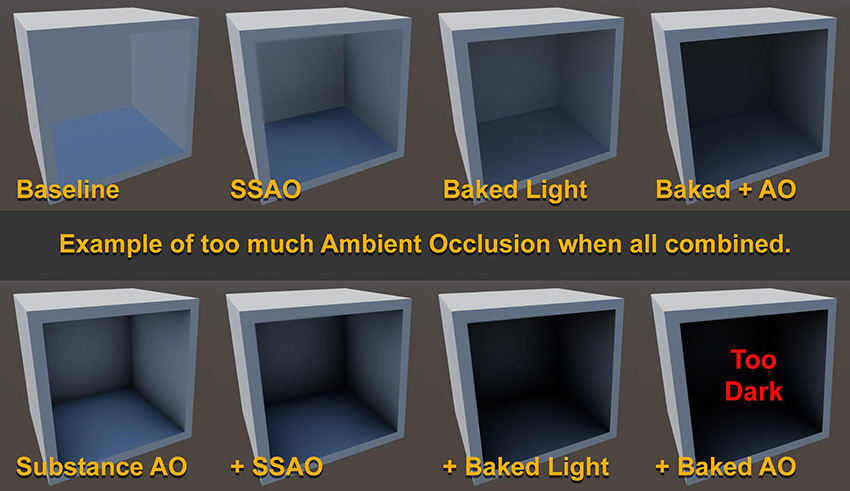 Baseline
SSAO
Baked Light
Baked + AO
Example of too much Ambient Occlusion when all combined.
Too
Dark
Substance AO
+ SSAO
+ Baked Light
+ Baked AO